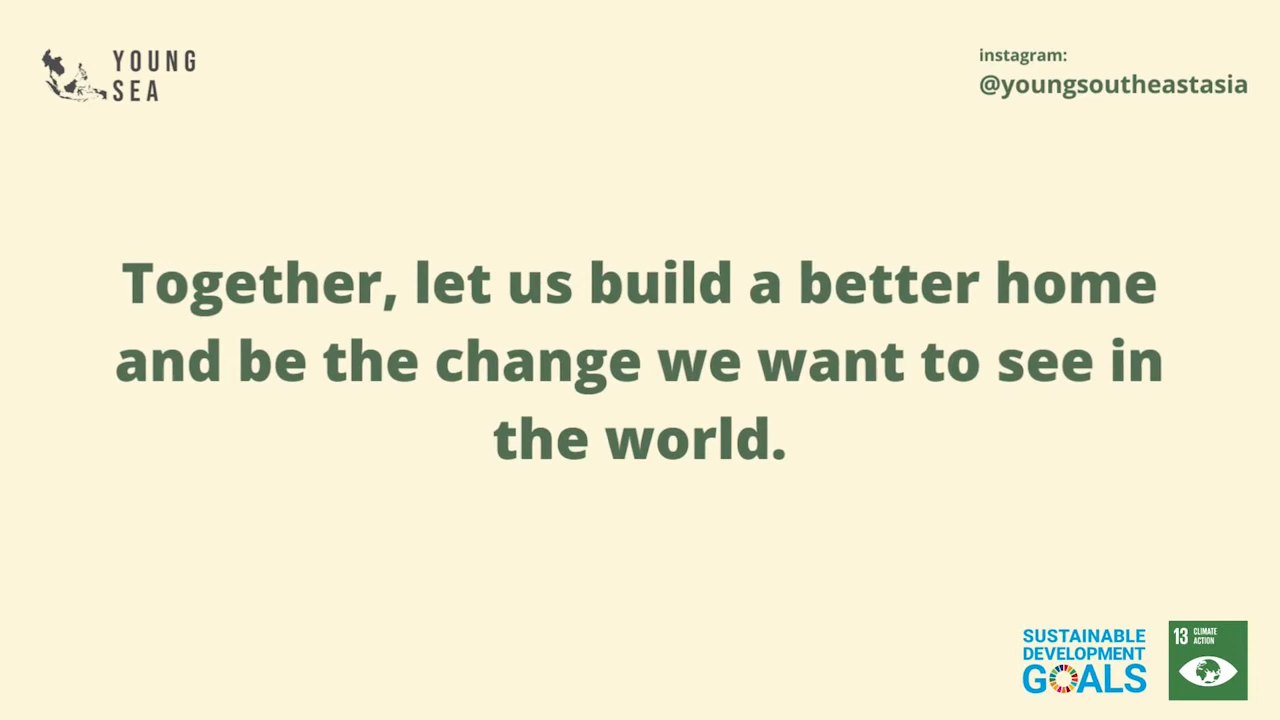 YOUNG
SEA
instagram:
@youngsoutheastasia
Together, let us build a better home
and be the change we want to see in
the world.
SUSTAINABLE
DEVELOPMENT
GOALS
13 CLIMATE
ACTION